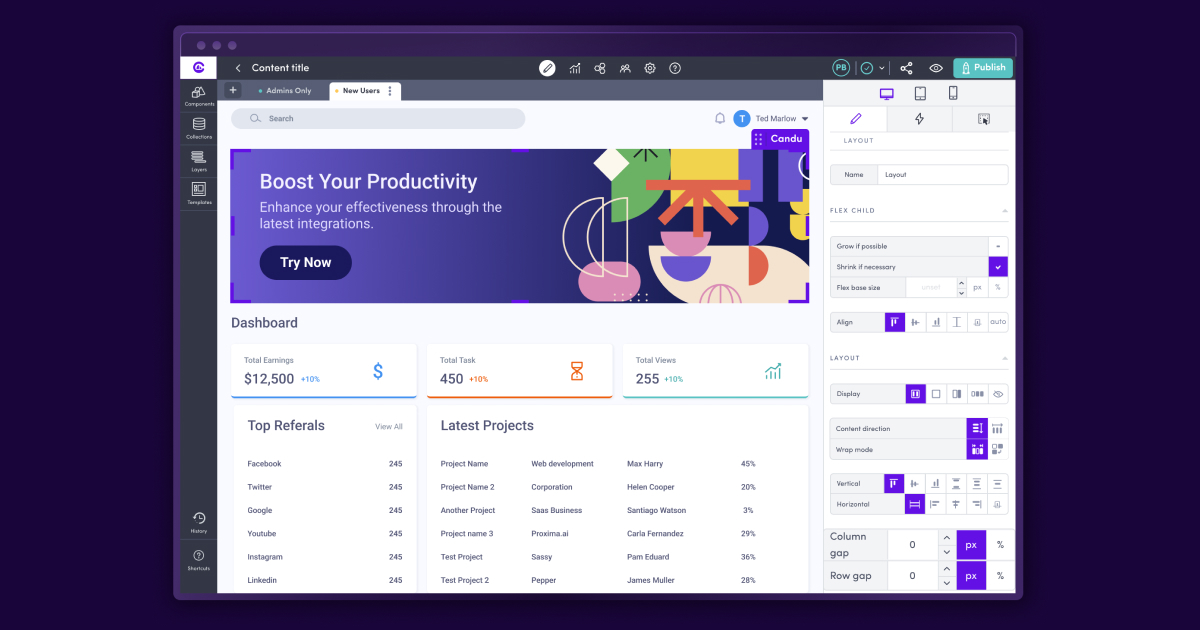 Content title
PB
Publish
Admins Only
New Users
Components
Collections
Layers
Templates
History
Shortcuts
Search
T
Ted Marlow
Candu
Boost Your Productivity
Enhance your effectiveness through the
latest integrations.
Try Now
Dashboard
Total Earnings
$12,500 +10%
$
Total Task
450 +10%
Total Views
255 +10%
Top Referals View All
Facebook 245
Twitter 245
Google 245
Youtube 245
Instagram 245
Linkedin 245
Latest Projects
Project Name Web development Max Harry 45%
Project Name 2 Corporation Helen Cooper 20%
Another Project Saas Business Santiago Watson 3%
Project name 3 Proxima.ai Carla Fernandez 29%
Test Project Sassy Pam Eduard 36%
Test Project 2 Pepper James Muller 28%
LAYOUT
Name Layout
FLEX CHILD
Grow if possible
Shrink if necessary
Flex base size unset px %
Align auto
LAYOUT
Display
Content direction
Wrap mode
Vertical
Horizontal
Column
gap 0 px %
Row gap 0 px %